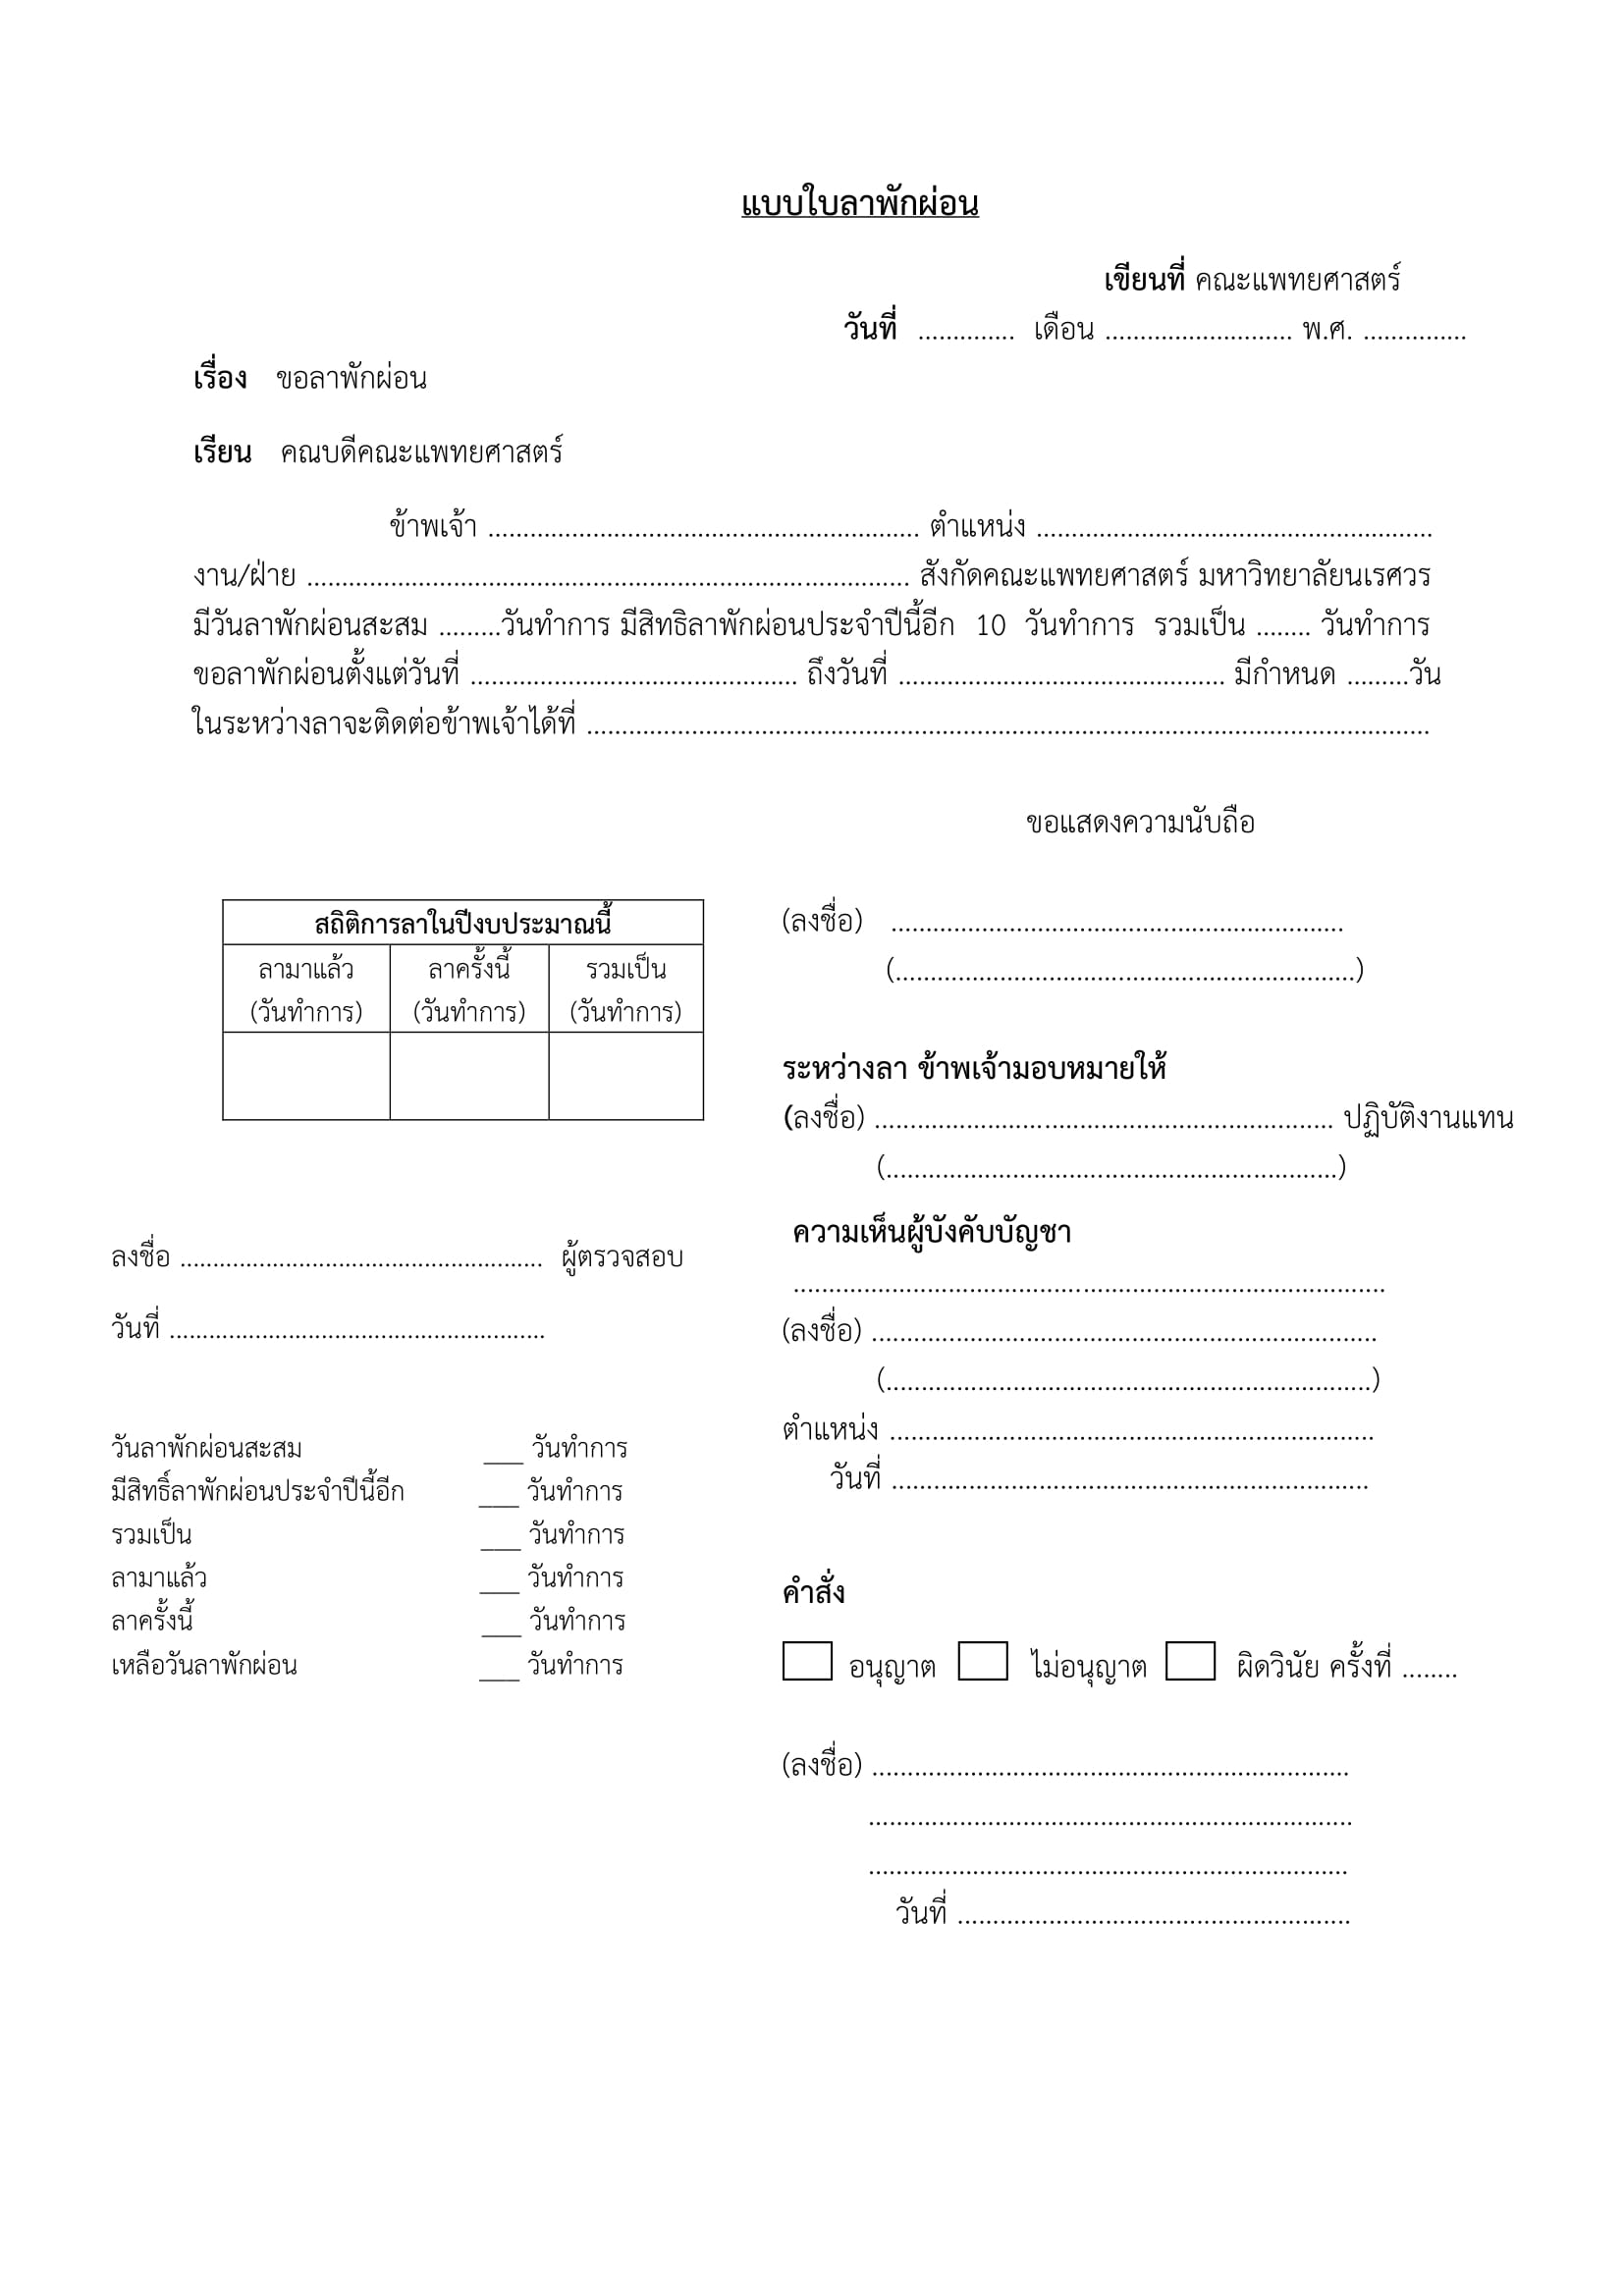 แบบใบลาพักผ่อน
เขียนที่ คณะแพทยศาสตร์
วันที่ .............. เดือน ........................... พ.ศ. ...............
เรื่อง ขอลาพักผ่อน
เรียน คณบดีคณะแพทยศาสตร์
ข้าพเจ้า .............................................................. ตำแหน่ง .........................................................
งาน/ฝ่าย ...................................................................................... สังกัดคณะแพทยศาสตร์ มหาวิทยาลัยนเรศวร
มีวันลาพักผ่อนสะสม .........วันทำการ มีสิทธิลาพักผ่อนประจำปีนี้อีก 10 วันทำการ รวมเป็น ........ วันทำการ
ขอลาพักผ่อนตั้งแต่วันที่ ............................................... ถึงวันที่ ............................................... มีกำหนด .........วัน
ในระหว่างลาจะติดต่อข้าพเจ้าได้ที่ .........................................................................................................................
ขอแสดงความนับถือ
สถิติการลาในปีงบประมาณนี้
ลามาแล้ว ลาครั้งนี้ รวมเป็น
(วันทำการ) (วันทำการ) (วันทำการ)
(ลงชื่อ) .................................................................
(..................................................................)
ระหว่างลา ข้าพเจ้ามอบหมายให้
(ลงชื่อ) .................................................................. ปฏิบัติงานแทน
(.................................................................)
ลงชื่อ ....................................................... ผู้ตรวจสอบ
วันที่ .........................................................
ความเห็นผู้บังคับบัญชา
.....................................................................................
(ลงชื่อ) ........................................................................
(.....................................................................)
ตำแหน่ง .....................................................................
วันที่ ....................................................................
วันลาพักผ่อนสะสม ___ วันทำการ
มีสิทธิ์ลาพักผ่อนประจำปีนี้อีก ___ วันทำการ
รวมเป็น ___ วันทำการ
ลามาแล้ว ___ วันทำการ
ลาครั้งนี้ ___ วันทำการ
เหลือวันลาพักผ่อน ___ วันทำการ
คำสั่ง
อนุญาต ไม่อนุญาต ผิดวินัย ครั้งที่ ........
(ลงชื่อ) ....................................................................
.....................................................................
....................................................................
วันที่ ........................................................